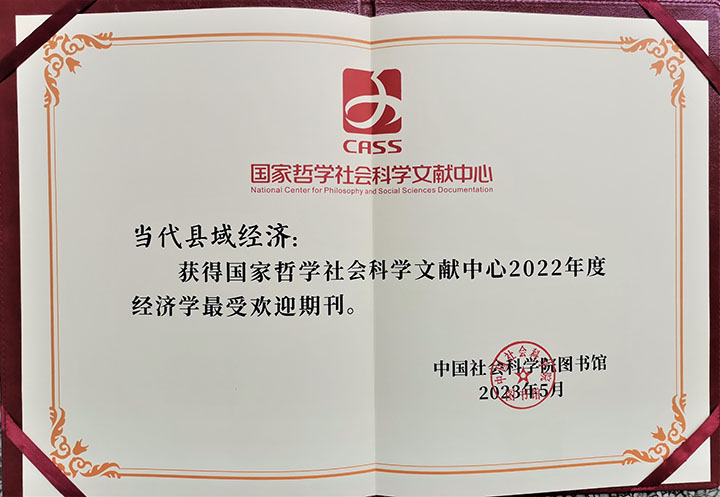 CASS
国家哲学社会科学文献中心
National Center for Philosophy and Social Sciences Documentation
当代县域经济：
获得国家哲学社会科学文献中心2022年度
经济学最受欢迎期刊。
中国社会科学院图书馆
2023年5月